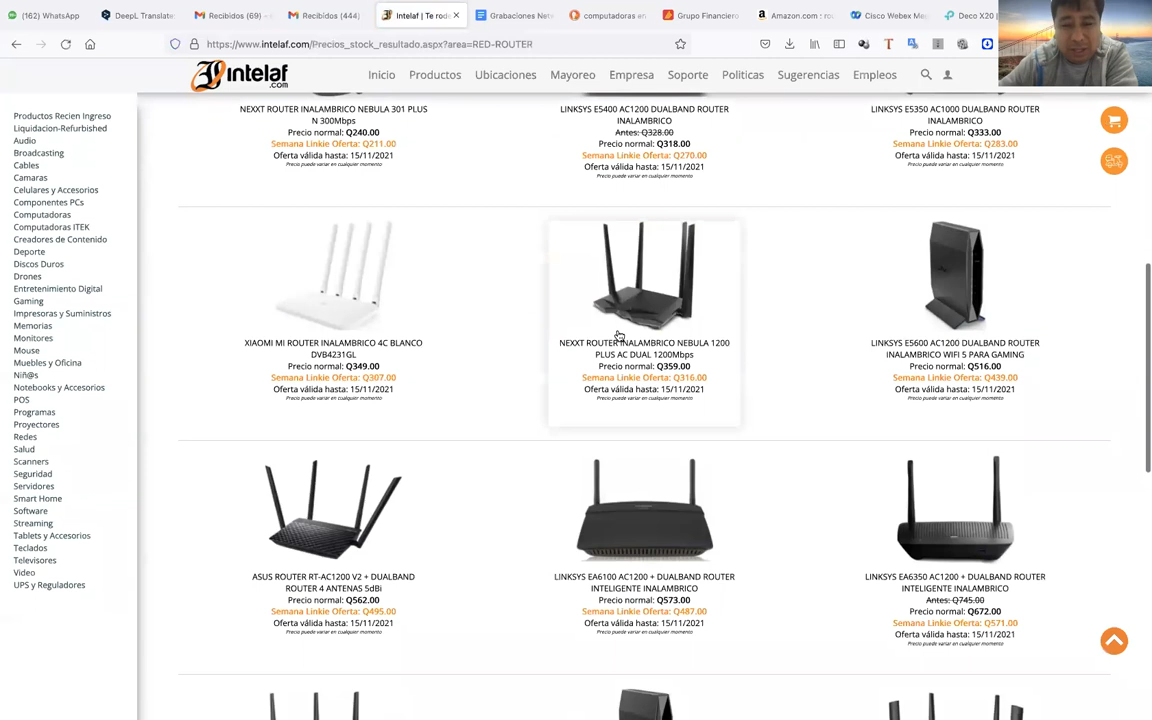 (162) WhatsApp
DeepL Translate
Recibidos (69) –
Recibidos (444)
Intelaf | Te rode
Grabaciones Net
computadoras en
Grupo Financiero
Amazon.com : ro
Cisco Webex Me
Deco X20 |
https://www.intelaf.com/Precios_stock_resultado.aspx?area=RED-ROUTER
intelaf
.com
Inicio
Productos
Ubicaciones
Mayoreo
Empresa
Soporte
Politicas
Sugerencias
Empleos
Productos Recien Ingreso
Liquidacion-Refurbished
Audio
Broadcasting
Cables
Camaras
Celulares y Accesorios
Componentes PCs
Computadoras
Computadoras ITEK
Creadores de Contenido
Deporte
Discos Duros
Drones
Entretenimiento Digital
Gaming
Impresoras y Suministros
Memorias
Monitores
Mouse
Muebles y Oficina
Niñ@s
Notebooks y Accesorios
POS
Programas
Proyectores
Redes
Salud
Scanners
Seguridad
Servidores
Smart Home
Software
Streaming
Tablets y Accesorios
Teclados
Televisores
Video
UPS y Reguladores
NEXXT ROUTER INALAMBRICO NEBULA 301 PLUS
N 300Mbps
Precio normal: Q240.00
Semana Linkie Oferta: Q211.00
Oferta válida hasta: 15/11/2021
Precio puede variar en cualquier momento
LINKSYS E5400 AC1200 DUALBAND ROUTER
INALAMBRICO
Antes: Q328.00
Precio normal: Q318.00
Semana Linkie Oferta: Q270.00
Oferta válida hasta: 15/11/2021
Precio puede variar en cualquier momento
LINKSYS E5350 AC1000 DUALBAND ROUTER
INALAMBRICO
Precio normal: Q333.00
Semana Linkie Oferta: Q283.00
Oferta válida hasta: 15/11/2021
Precio puede variar en cualquier momento
XIAOMI MI ROUTER INALAMBRICO 4C BLANCO
DVB4231GL
Precio normal: Q349.00
Semana Linkie Oferta: Q307.00
Oferta válida hasta: 15/11/2021
Precio puede variar en cualquier momento
NEXXT ROUTER INALAMBRICO NEBULA 1200
PLUS AC DUAL 1200Mbps
Precio normal: Q359.00
Semana Linkie Oferta: Q316.00
Oferta válida hasta: 15/11/2021
Precio puede variar en cualquier momento
LINKSYS E5600 AC1200 DUALBAND ROUTER
INALAMBRICO WIFI 5 PARA GAMING
Precio normal: Q516.00
Semana Linkie Oferta: Q439.00
Oferta válida hasta: 15/11/2021
Precio puede variar en cualquier momento
ASUS ROUTER RT-AC1200 V2 + DUALBAND
ROUTER 4 ANTENAS 5dBi
Precio normal: Q562.00
Semana Linkie Oferta: Q495.00
Oferta válida hasta: 15/11/2021
Precio puede variar en cualquier momento
LINKSYS EA6100 AC1200 + DUALBAND ROUTER
INTELIGENTE INALAMBRICO
Precio normal: Q573.00
Semana Linkie Oferta: Q487.00
Oferta válida hasta: 15/11/2021
Precio puede variar en cualquier momento
LINKSYS EA6350 AC1200 + DUALBAND ROUTER
INTELIGENTE INALAMBRICO
Antes: Q745.00
Precio normal: Q672.00
Semana Linkie Oferta: Q571.00
Oferta válida hasta: 15/11/2021
Precio puede variar en cualquier momento